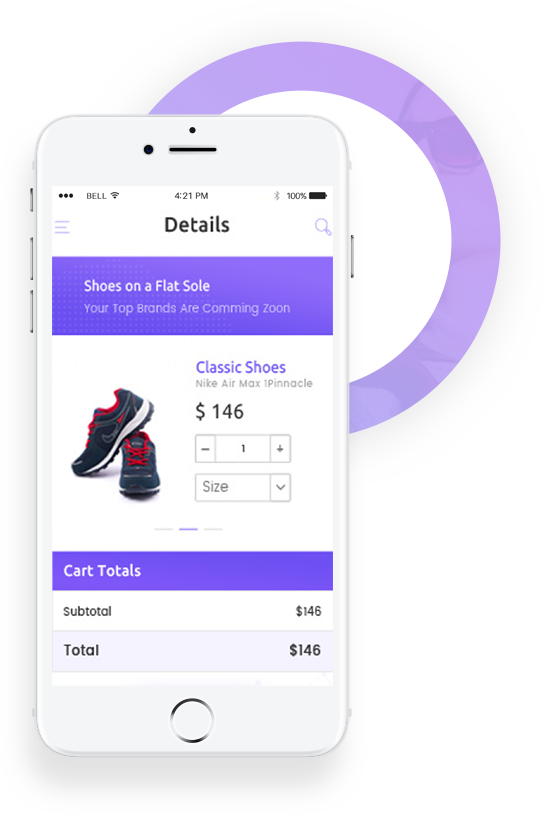 BELL 4:21 PM 100%
Details
Shoes on a Flat Sole
Your Top Brands Are Comming Zoon
Classic Shoes
Nike Air Max 1Pinnacle
$ 146
− 1 +
Size
Cart Totals
Subtotal $146
Total $146